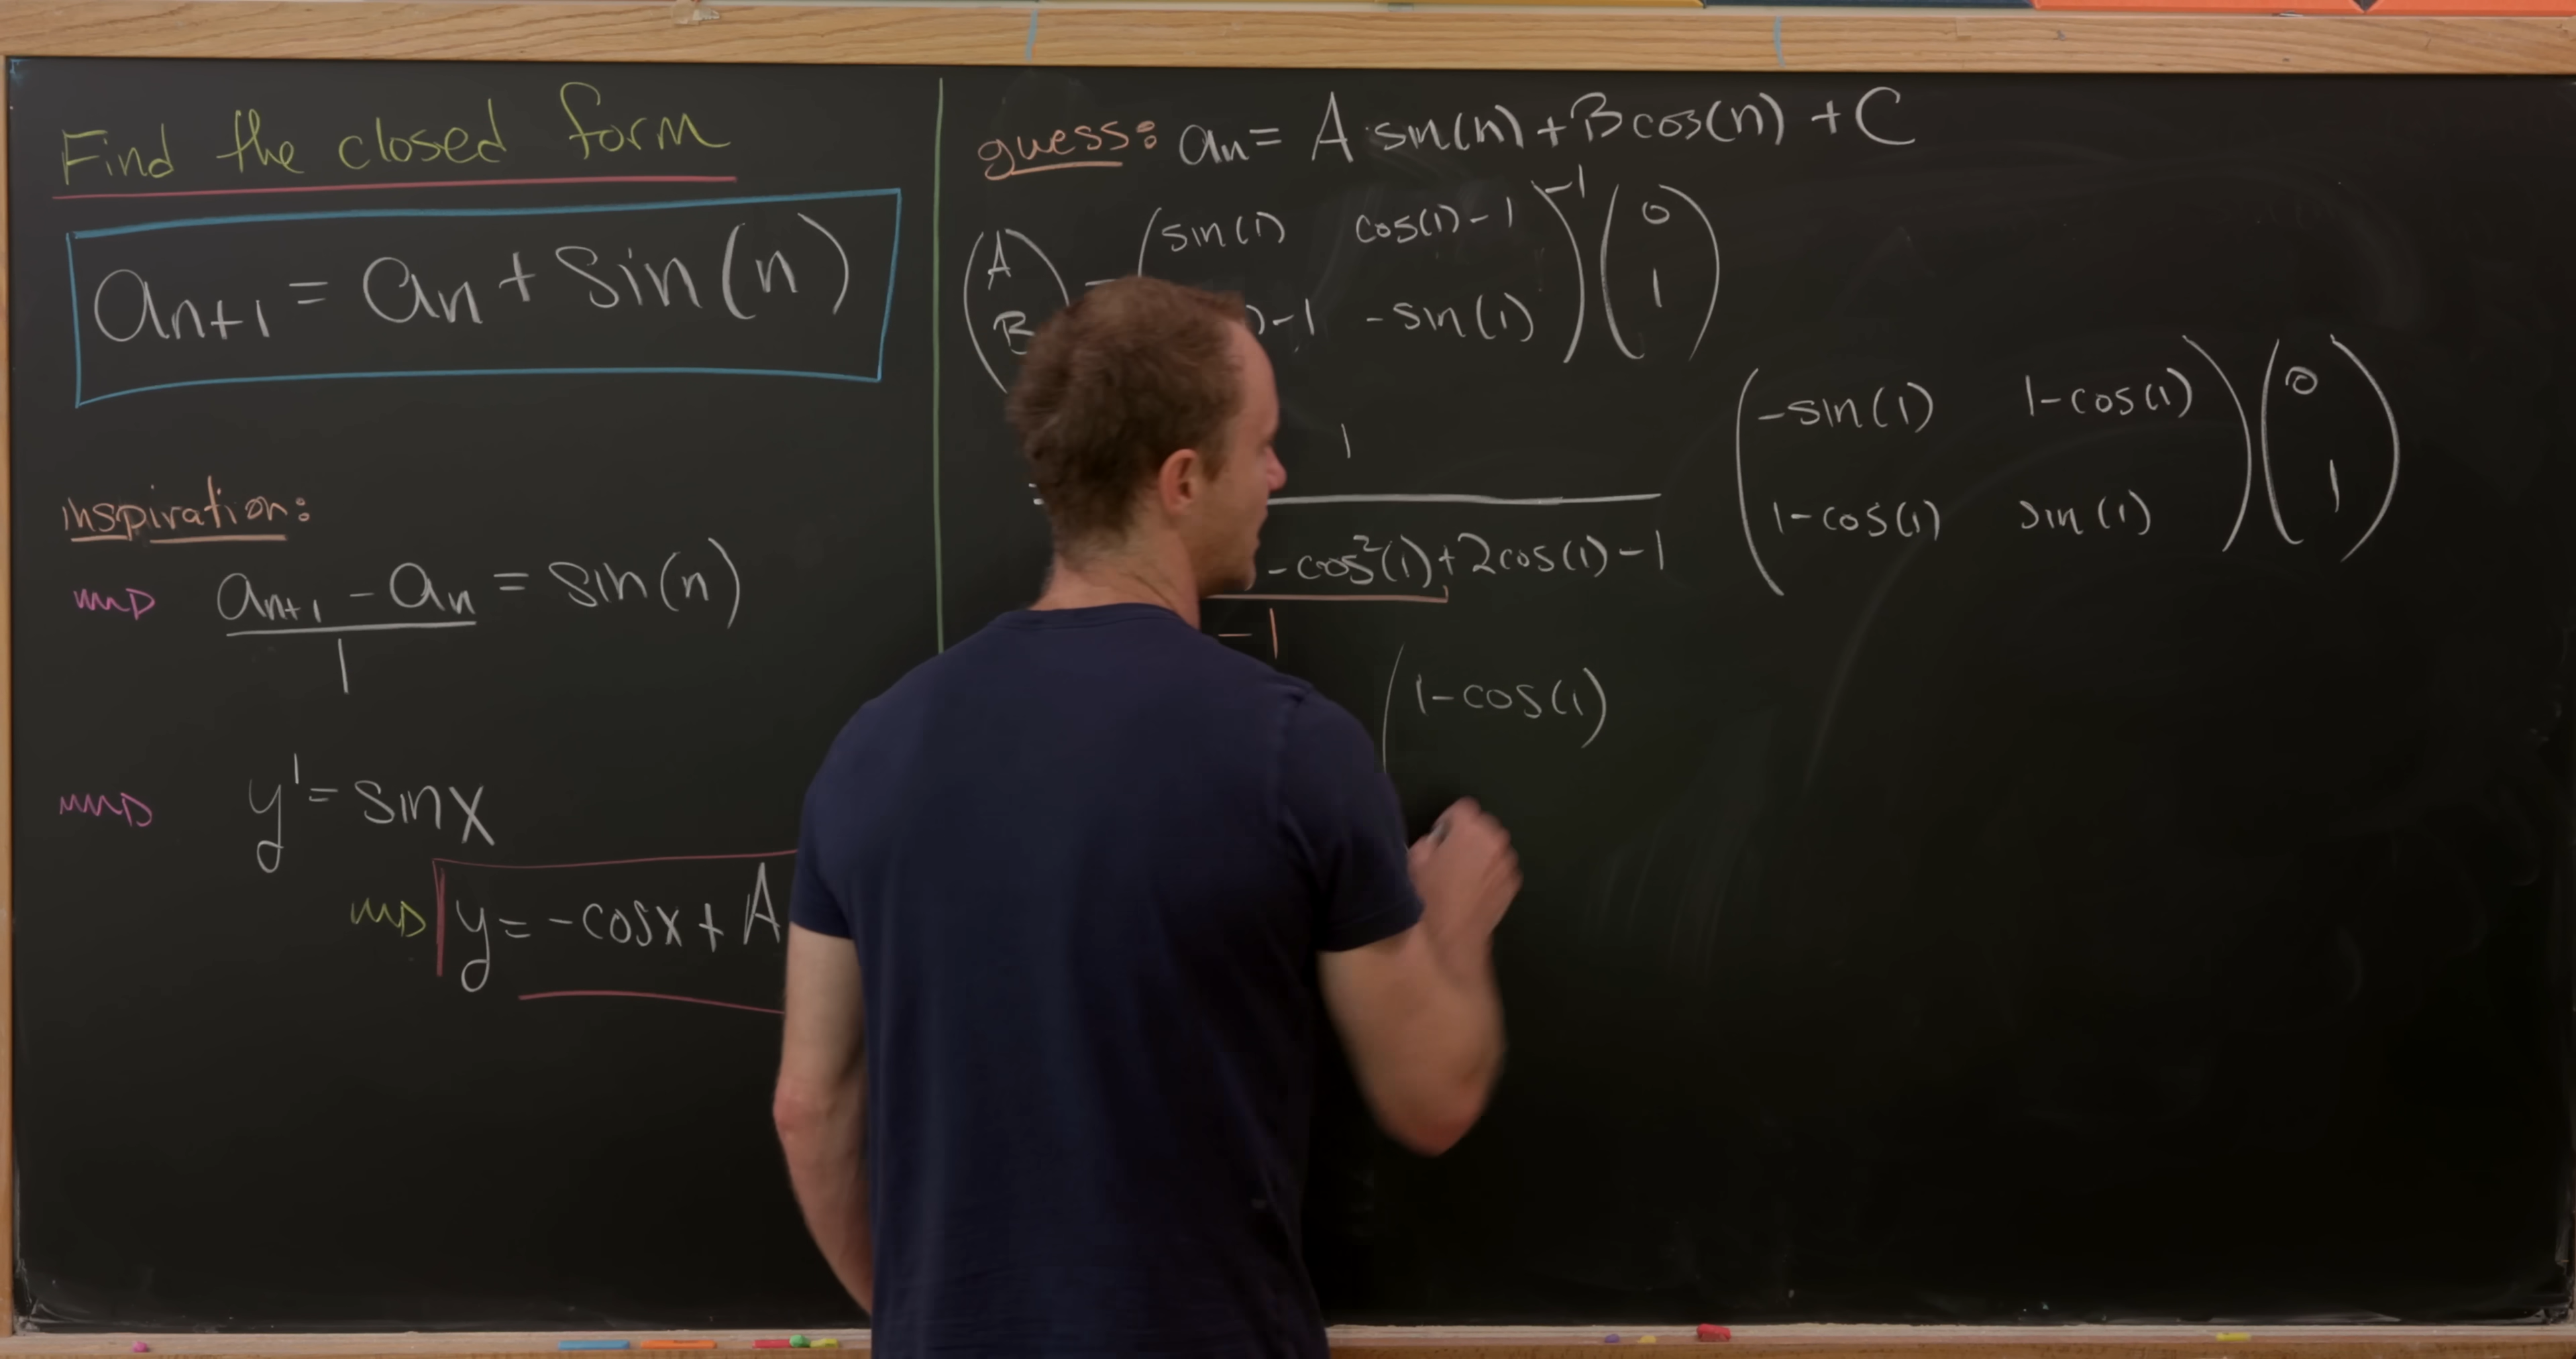 Find the closed form
aₙ₊₁ = aₙ + sin(n)
inspiration:
aₙ₊₁ - aₙ = sin(n)
1
y' = sinx
y = -cosx + A
guess: aₙ = A·sin(n) + Bcos(n) + C
(A (sin(1) cos(1)-1)⁻¹ (0
B )-1 -sin(1)) 1)
1 (-sin(1) 1-cos(1)) (0
-cos²(1)+2cos(1)-1 1-cos(1) sin(1)) 1)
-1
(1-cos(1)